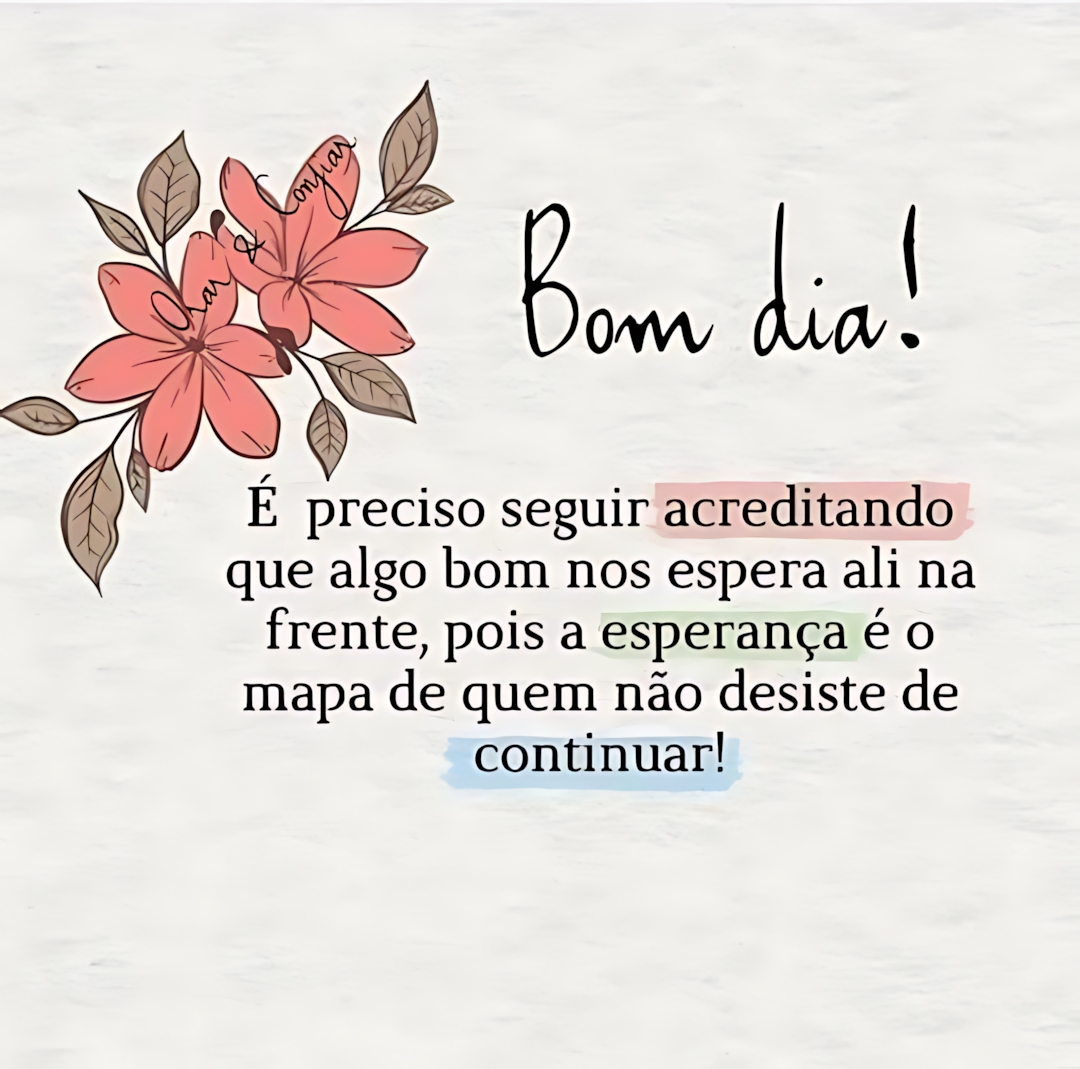 Orar & Confiar
Bom dia!
É preciso seguir acreditando
que algo bom nos espera ali na
frente, pois a esperança é o
mapa de quem não desiste de
continuar!